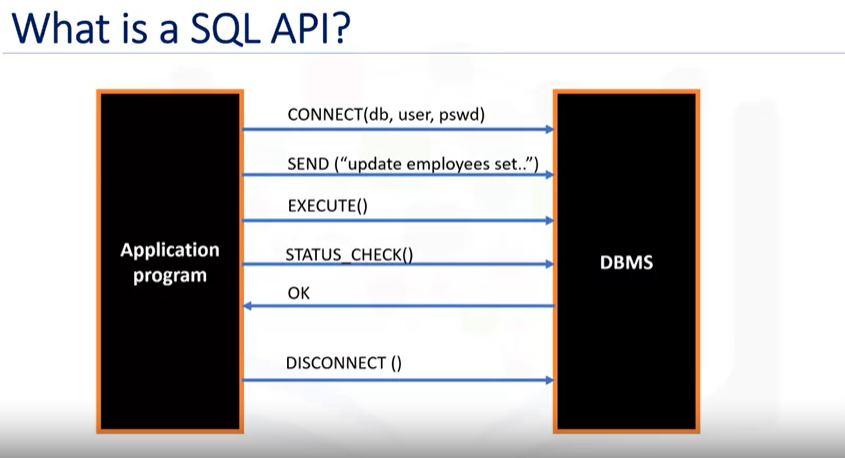 What is a SQL API?
CONNECT(db, user, pswd)
SEND (“update employees set..”)
EXECUTE()
STATUS_CHECK()
OK
DISCONNECT ()
Application
program
DBMS